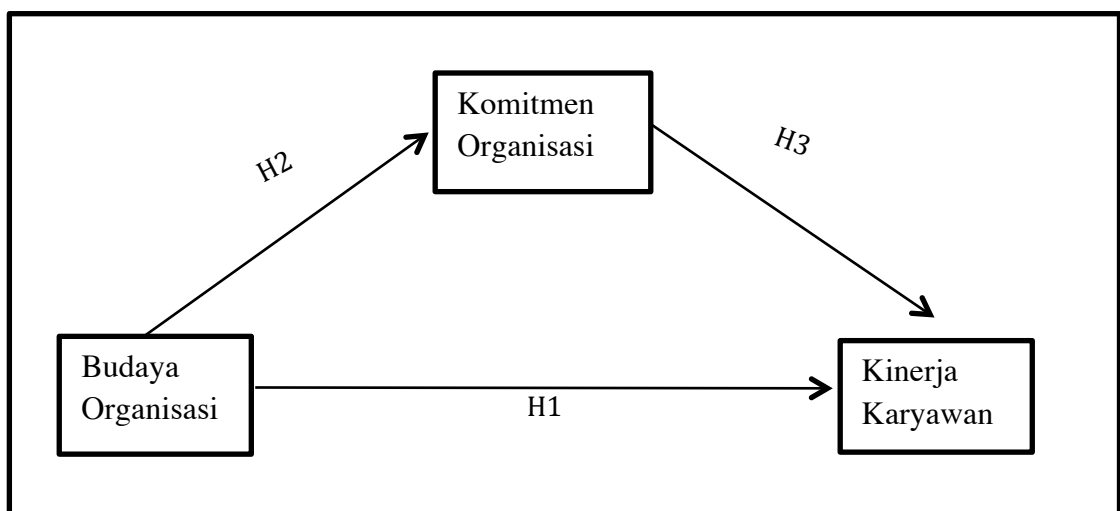 Komitmen
Organisasi
H2
H3
Budaya
Organisasi
H1
Kinerja
Karyawan